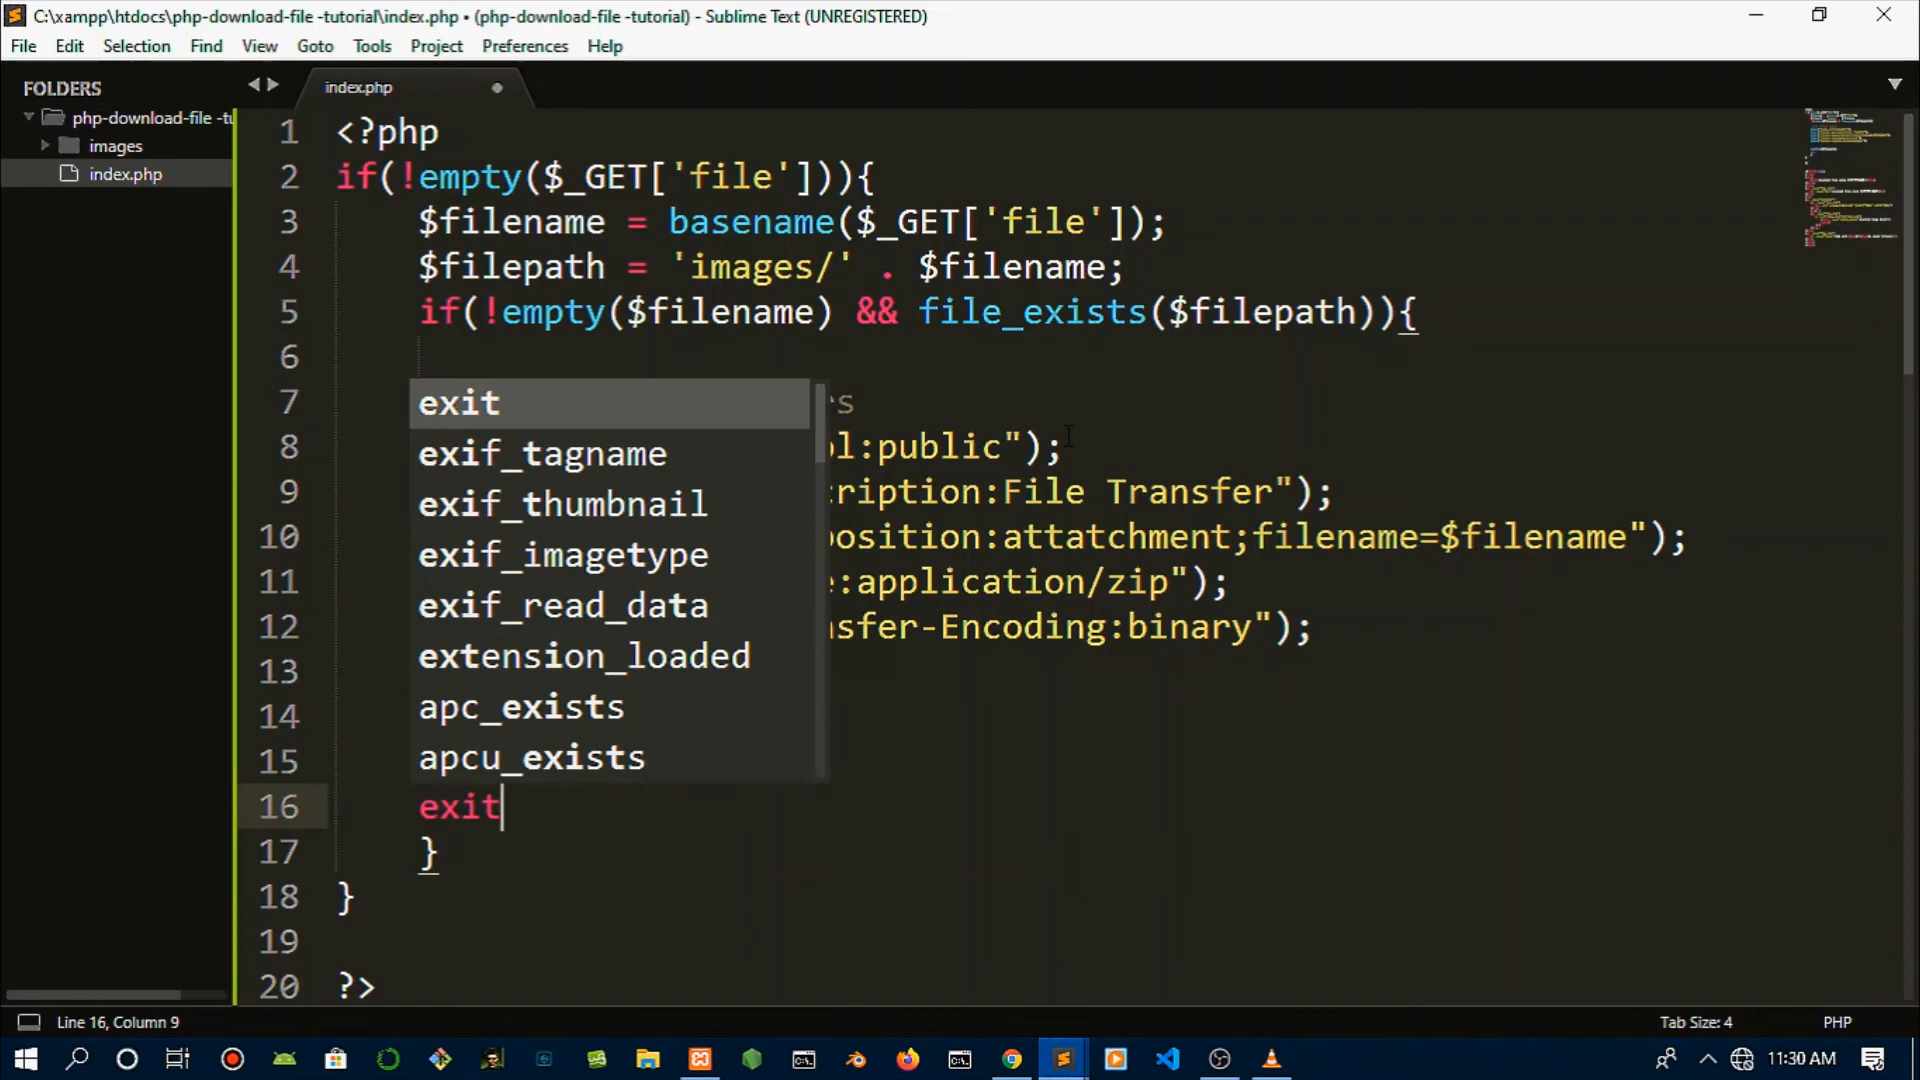 C:\xampp\htdocs\php-download-file -tutorial\index.php • (php-download-file -tutorial) - Sublime Text (UNREGISTERED)
File Edit Selection Find View Goto Tools Project Preferences Help
FOLDERS
php-download-file -tu
images
index.php
index.php
1 <?php
2 if(!empty($_GET['file'])){
3 $filename = basename($_GET['file']);
4 $filepath = 'images/' . $filename;
5 if(!empty($filename) && file_exists($filepath)){
6
7 s
8 ol:public");
9 cription:File Transfer");
10 position:attatchment;filename=$filename");
11 e:application/zip");
12 nsfer-Encoding:binary");
13
14
15
16 exit
17 }
18 }
19
20 ?>
exit
exif_tagname
exif_thumbnail
exif_imagetype
exif_read_data
extension_loaded
apc_exists
apcu_exists
Line 16, Column 9
Tab Size: 4
PHP
11:30 AM